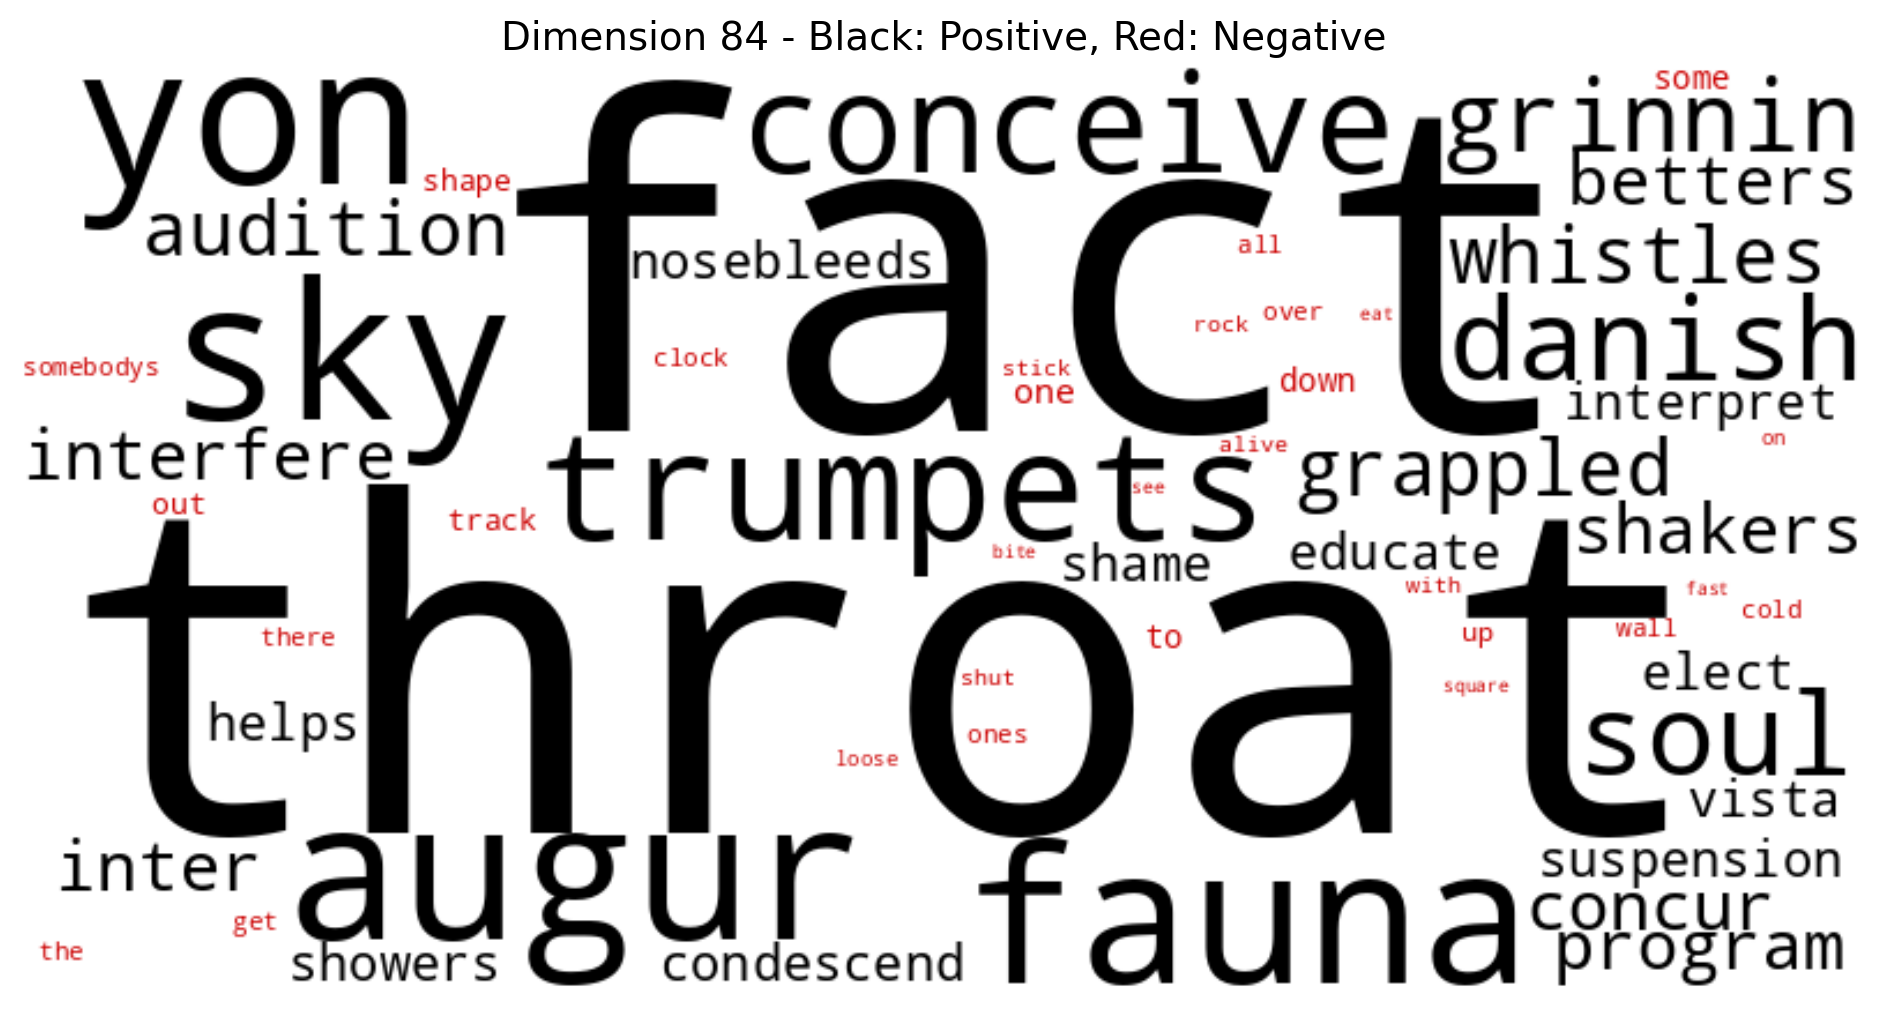 Dimension 84 - Black: Positive, Red: Negative
yon
fact
conceive
grinnin
some
betters
shape
audition
nosebleeds
all
whistles
sky
rock
over
eat
danish
somebodys
clock
stick
one
down
interpret
interfere
trumpets
alive
on
grappled
see
out
track
shakers
bite
shame
educate
throat
with
fast
cold
there
to
up
wall
shut
square
elect
helps
ones
loose
soul
vista
inter
augur
fauna
suspension
concur
get
the
showers
condescend
program